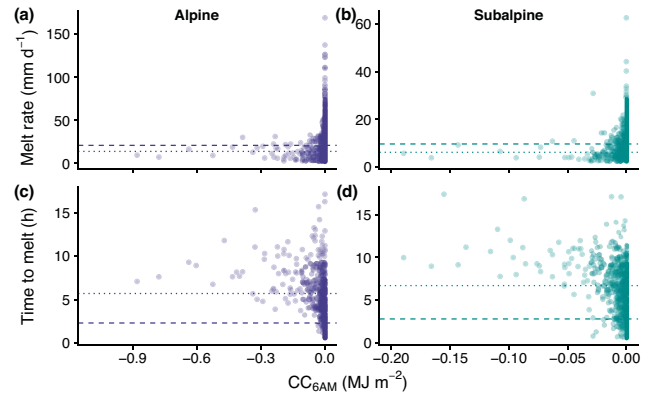 (a) Alpine
(b) Subalpine
Melt rate (mm d⁻¹)
150
100
50
0
60
40
20
0
(c)
(d)
Time to melt (h)
15
10
5
0
15
10
5
0
−0.9 −0.6 −0.3 0.0
−0.20 −0.15 −0.10 −0.05 0.00
CC₆AM (MJ m⁻²)